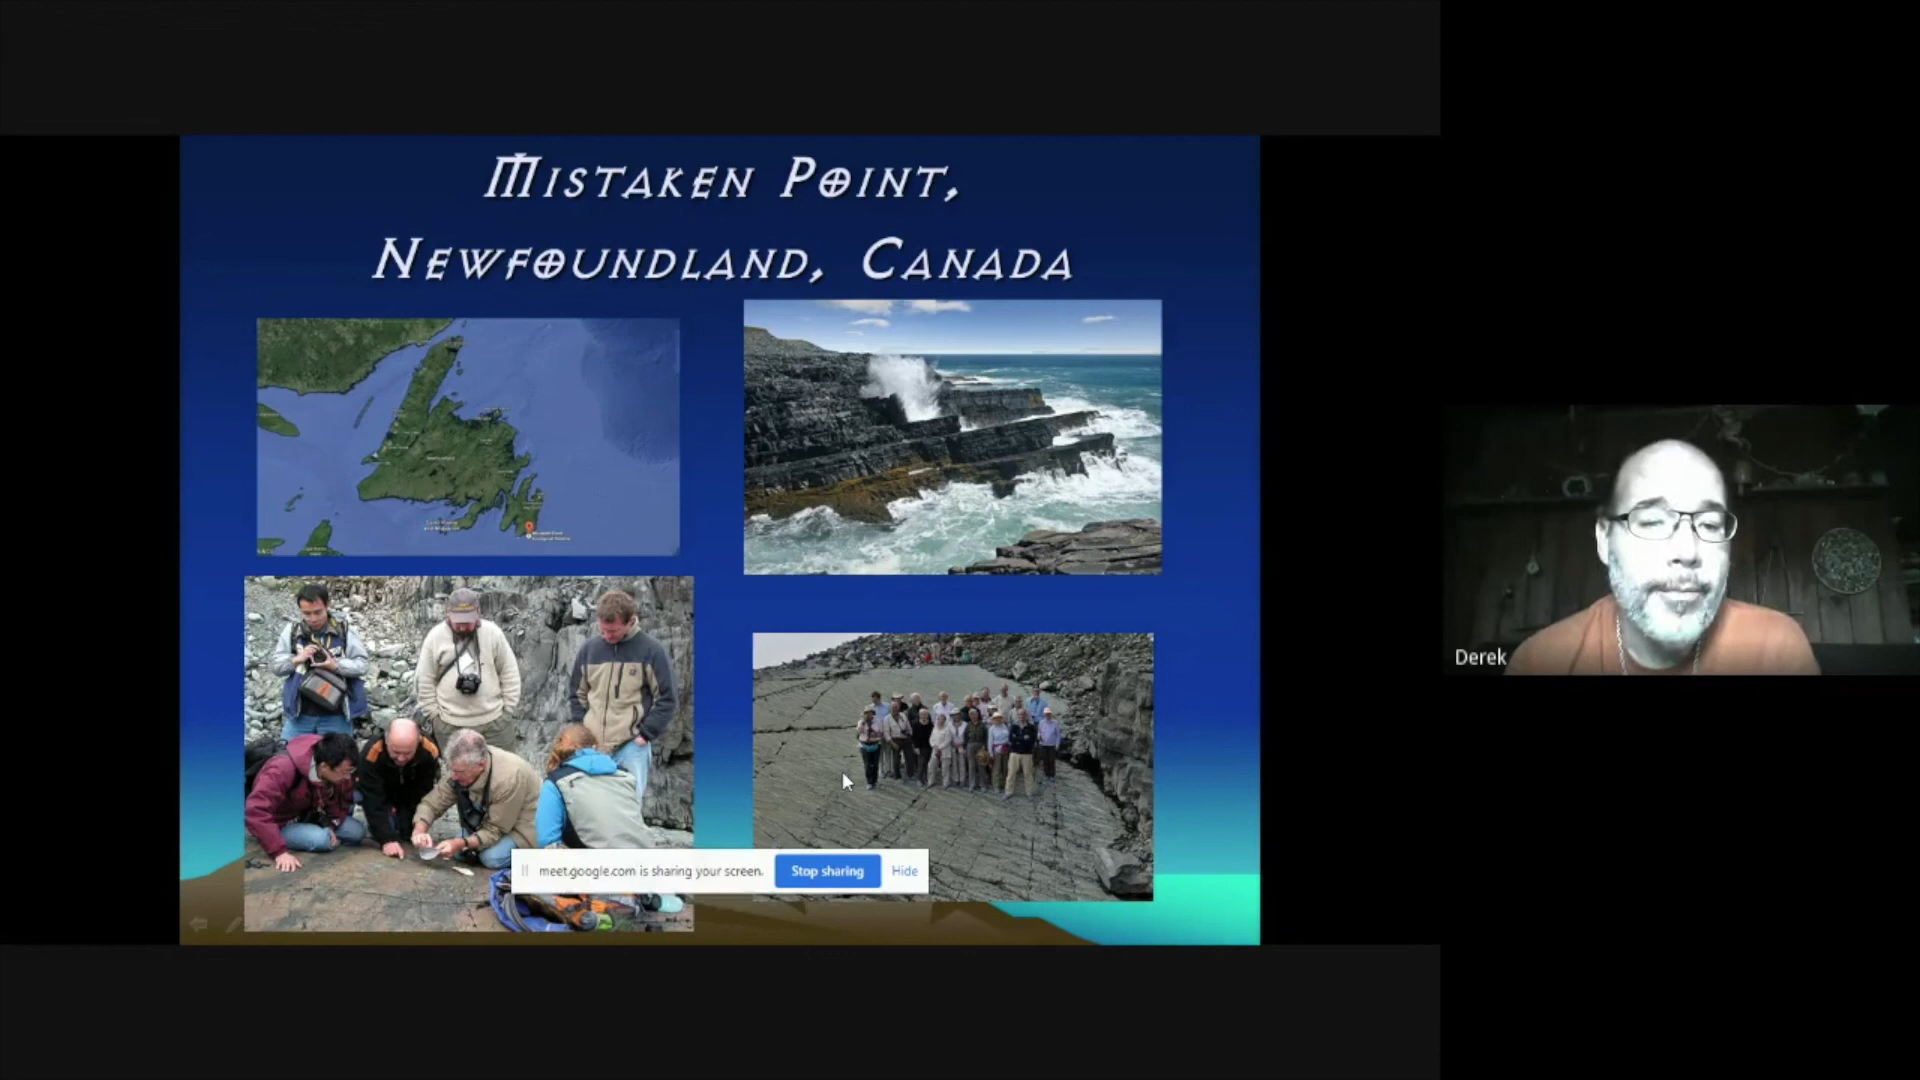 Mistaken Point,
Newfoundland, Canada
meet.google.com is sharing your screen.
Stop sharing
Hide
Derek